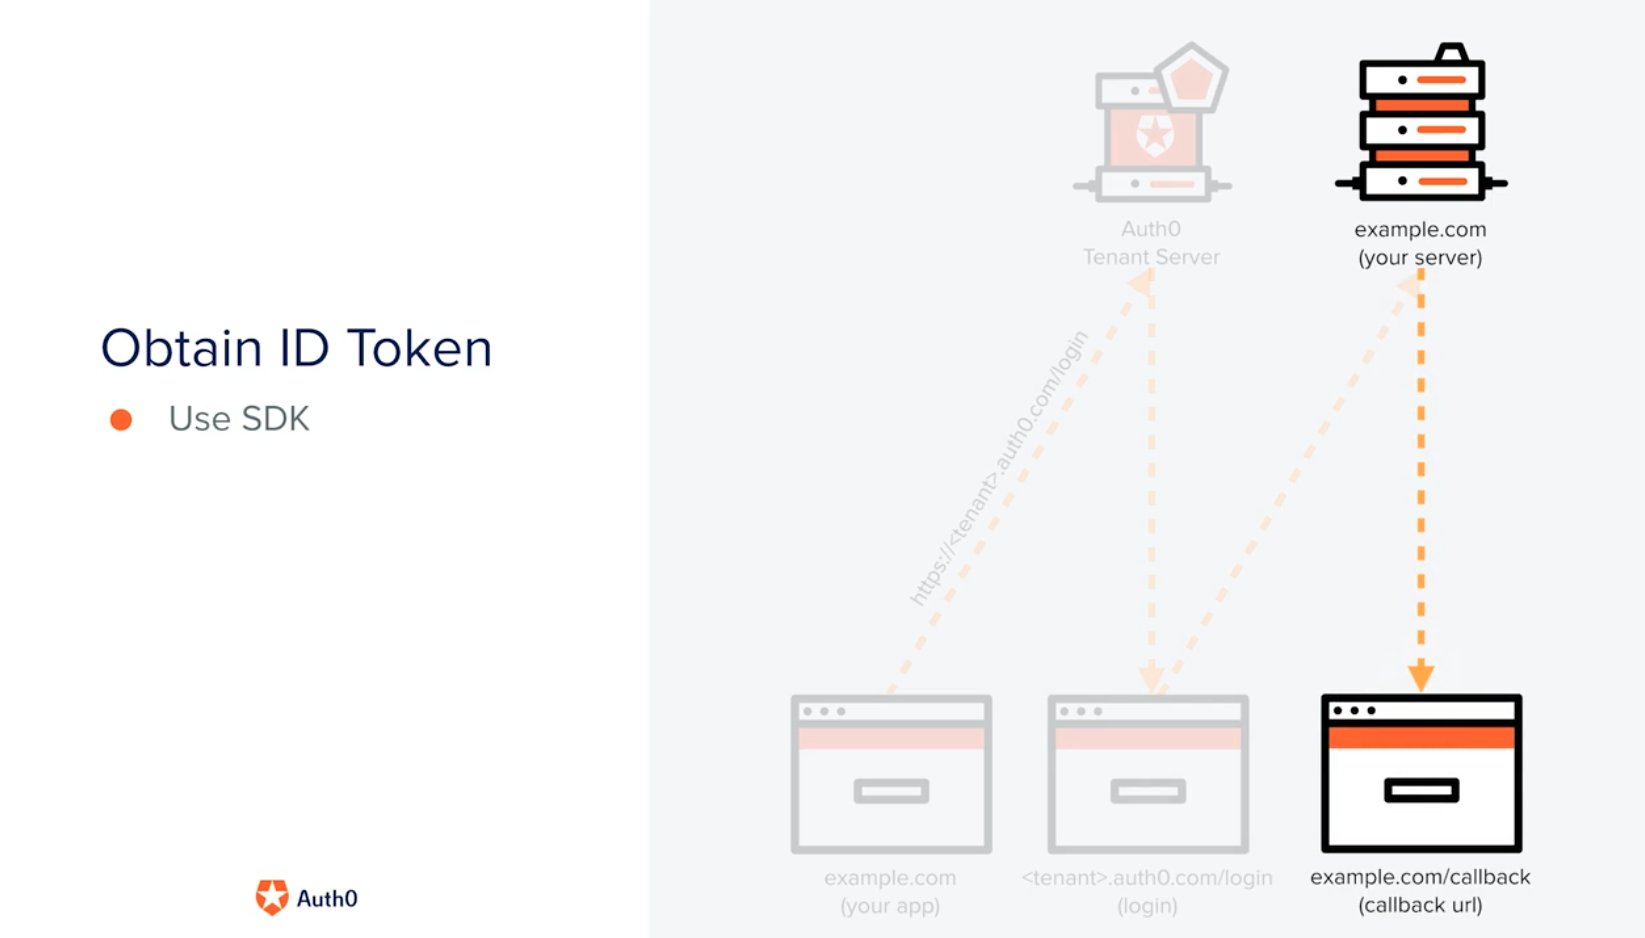 Obtain ID Token
Use SDK
Auth0
Auth0
Tenant Server
example.com
(your server)
https://<tenant>.auth0.com/login
example.com
(your app)
<tenant>.auth0.com/login
(login)
example.com/callback
(callback url)